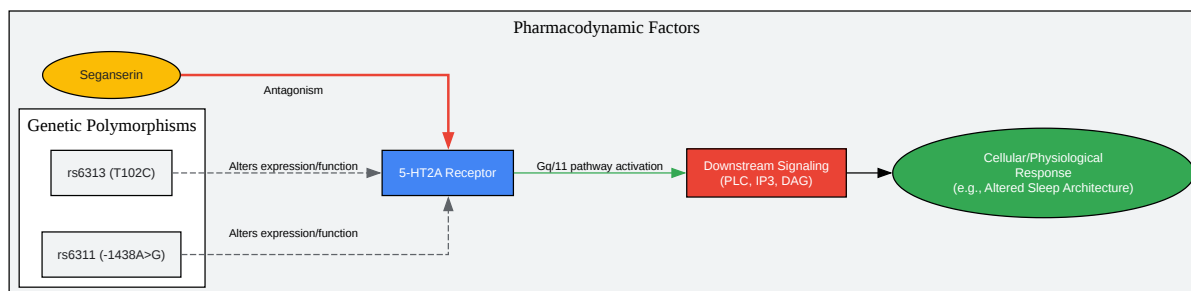 Pharmacodynamic Factors
Seganserin
Antagonism
Genetic Polymorphisms
rs6313 (T102C)
Alters expression/function
5-HT2A Receptor
Gq/11 pathway activation
Downstream Signaling
(PLC, IP3, DAG)
Cellular/Physiological
Response
(e.g., Altered Sleep Architecture)
rs6311 (-1438A>G)
Alters expression/function